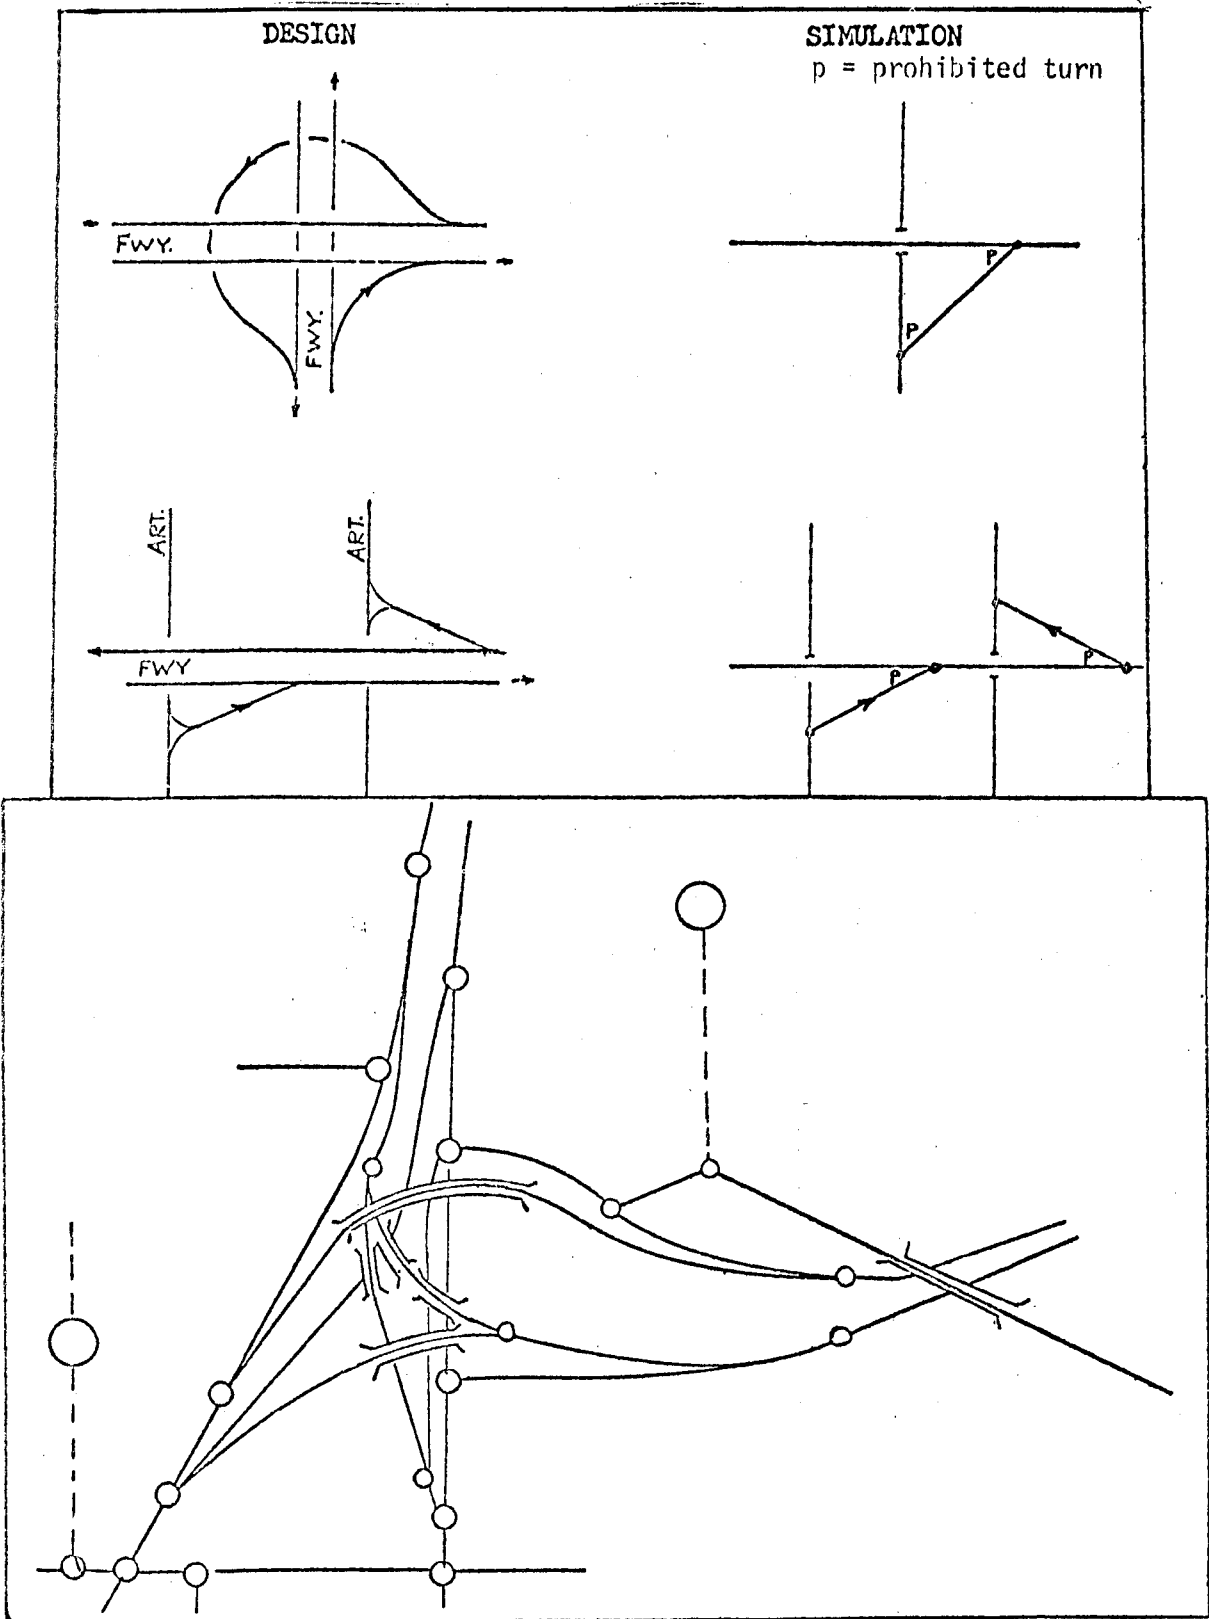 DESIGN
SIMULATION
p = prohibited turn
FWY.
FWY.
P
P
ART.
ART.
FWY
P
P